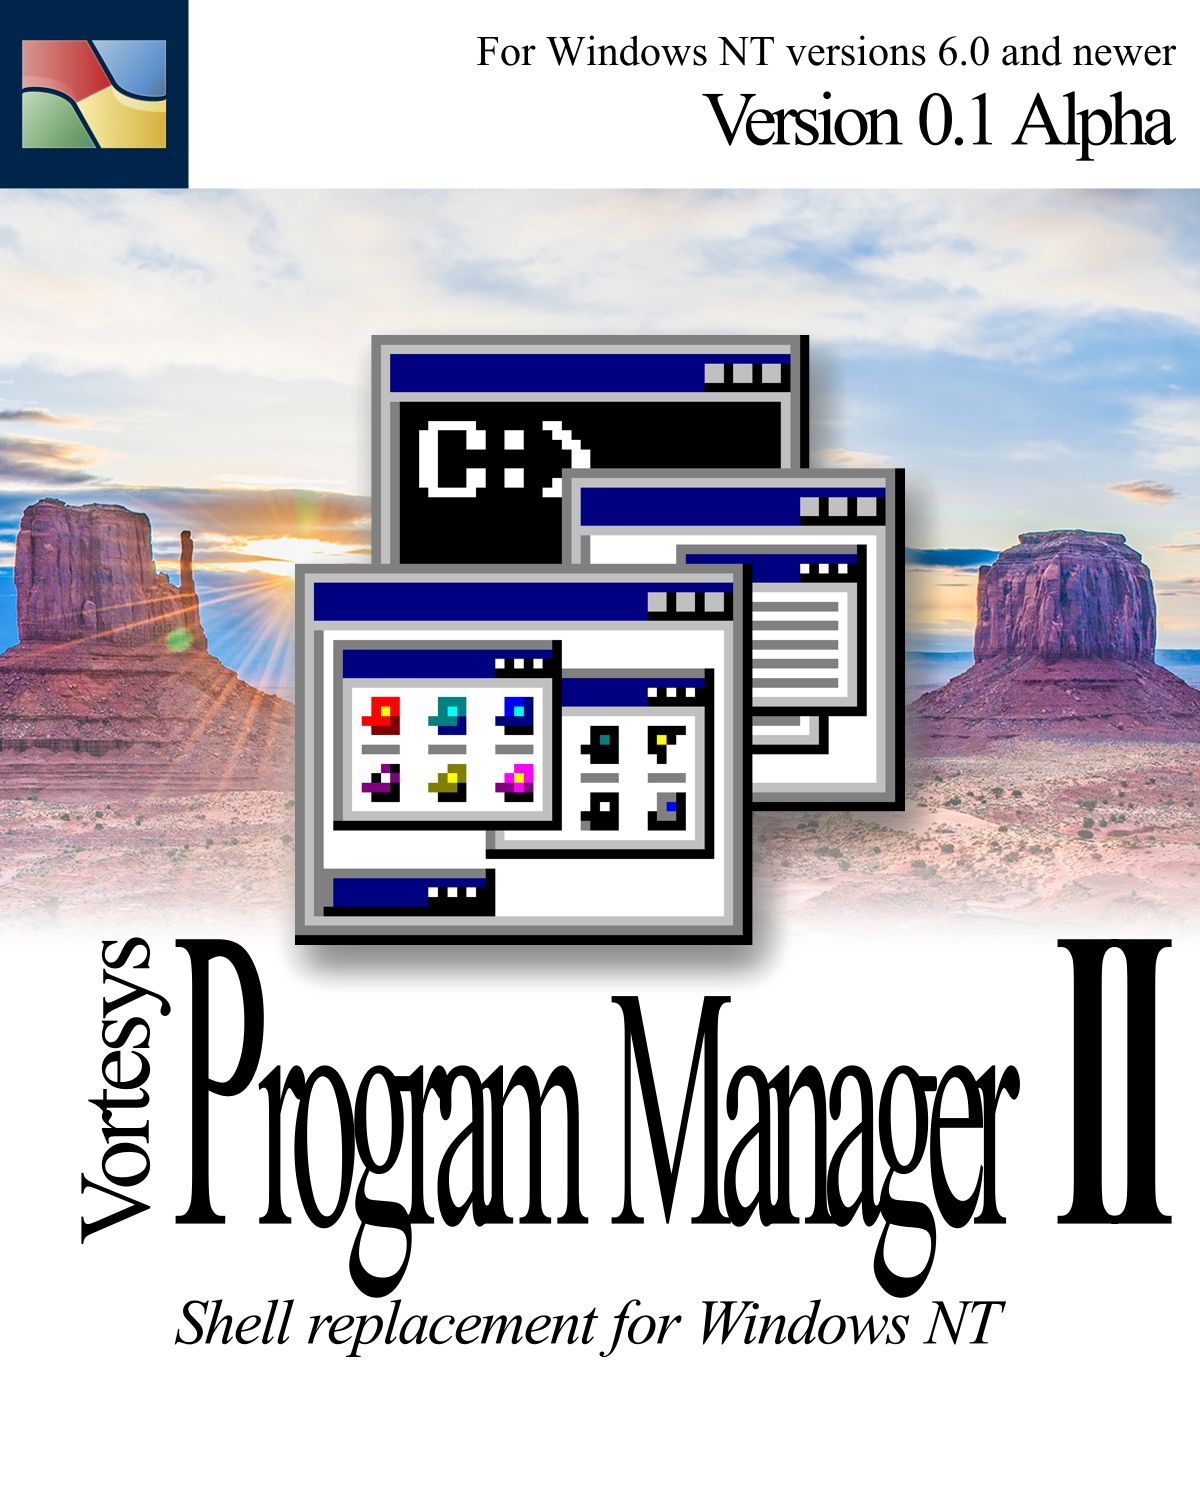 For Windows NT versions 6.0 and newer
Version 0.1 Alpha
C:\
Vortesys
Program Manager II
Shell replacement for Windows NT